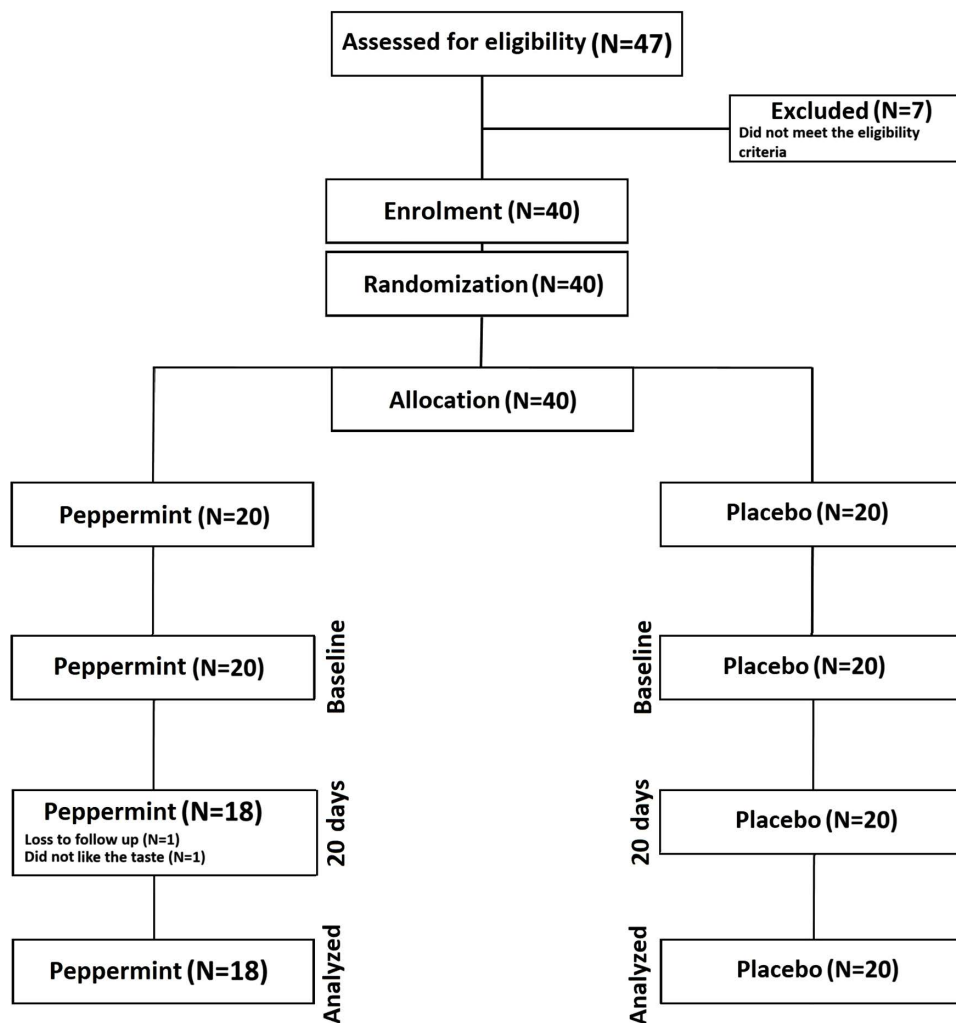 Assessed for eligibility (N=47)
Excluded (N=7)
Did not meet the eligibility
criteria
Enrolment (N=40)
Randomization (N=40)
Allocation (N=40)
Peppermint (N=20)
Placebo (N=20)
Peppermint (N=20)
Baseline
Baseline
Placebo (N=20)
Peppermint (N=18)
Loss to follow up (N=1)
Did not like the taste (N=1)
20 days
20 days
Placebo (N=20)
Peppermint (N=18)
Analyzed
Analyzed
Placebo (N=20)